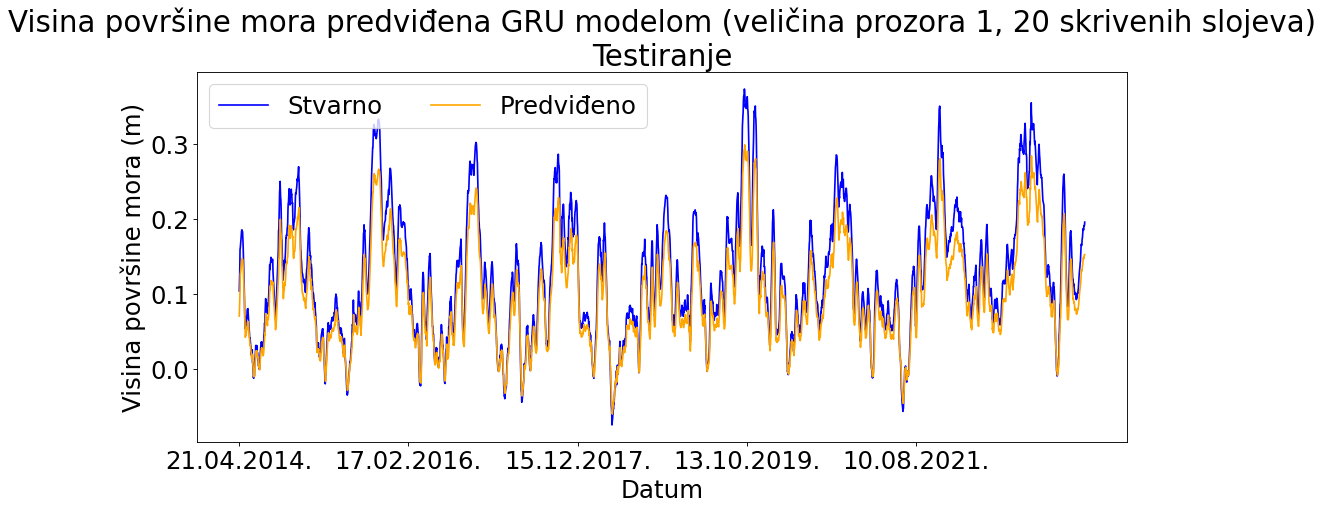 Visina površine mora predviđena GRU modelom (veličina prozora 1, 20 skrivenih slojeva)
Testiranje
Stvarno
Predviđeno
Visina površine mora (m)
0.3
0.2
0.1
0.0
21.04.2014.
17.02.2016.
15.12.2017.
13.10.2019.
10.08.2021.
Datum